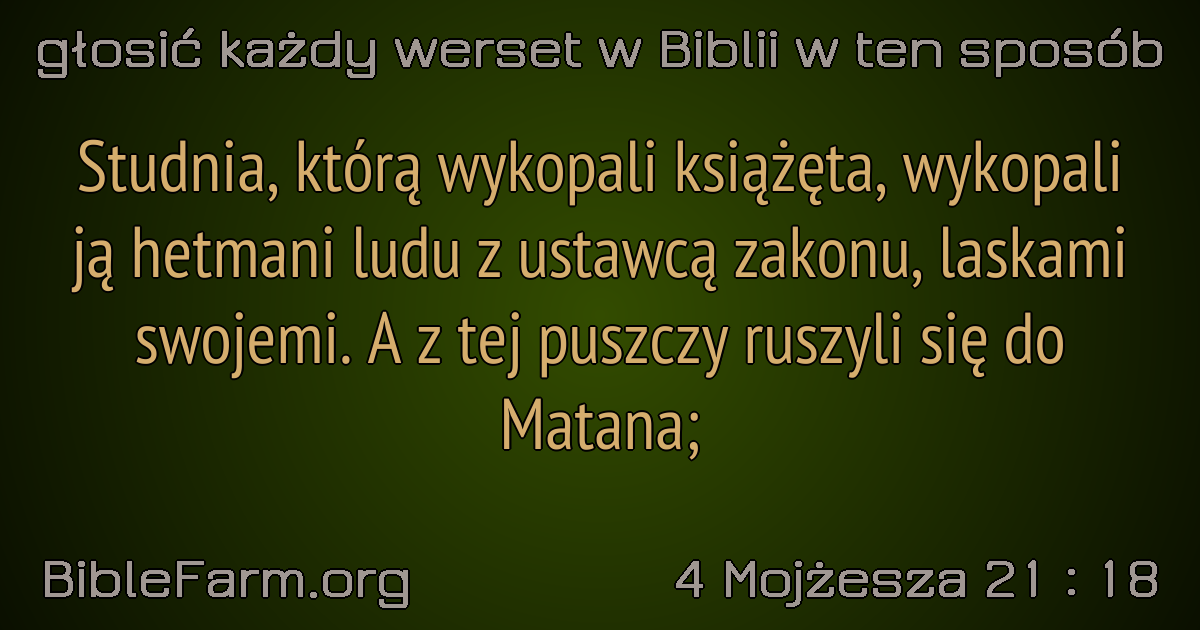 głosić każdy werset w Biblii w ten sposób
Studnia, którą wykopali książęta, wykopali
ją hetmani ludu z ustawcą zakonu, laskami
swojemi. A z tej puszczy ruszyli się do
Matana;
BibleFarm.org
4 Mojżesza 21 : 18